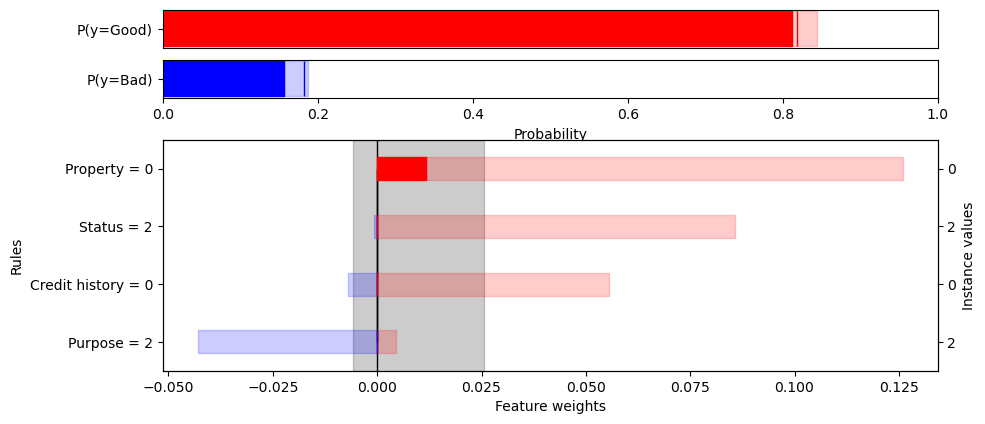 P(y=Good)
P(y=Bad)
0.0 0.2 0.4 0.6 0.8 1.0
Probability
Property = 0 0
Status = 2 2
Credit history = 0 0
Purpose = 2 2
Rules
Instance values
−0.050 −0.025 0.000 0.025 0.050 0.075 0.100 0.125
Feature weights